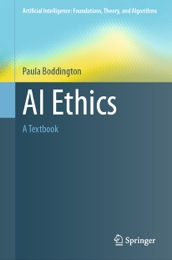 Artificial Intelligence: Foundations, Theory, and Algorithms
Paula Boddington
AI Ethics
A Textbook
Springer